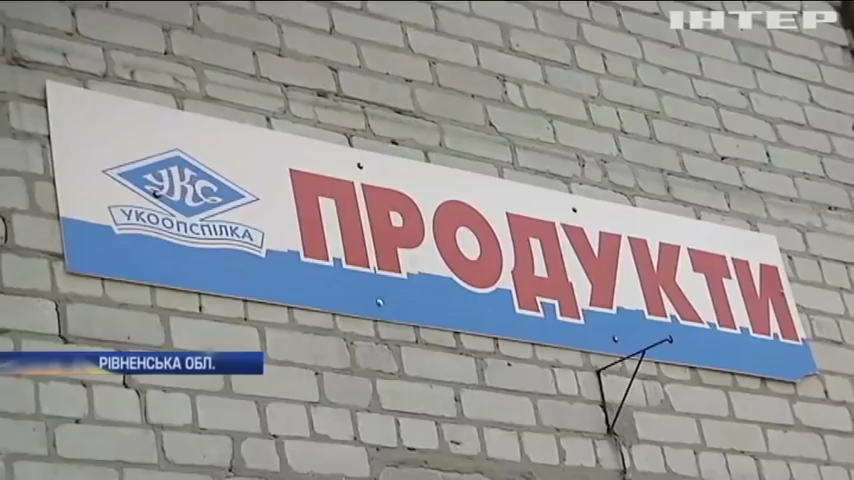 ІНТЕР
УКС
УКООПСПІЛКА
ПРОДУКТИ
РІВНЕНСЬКА ОБЛ.